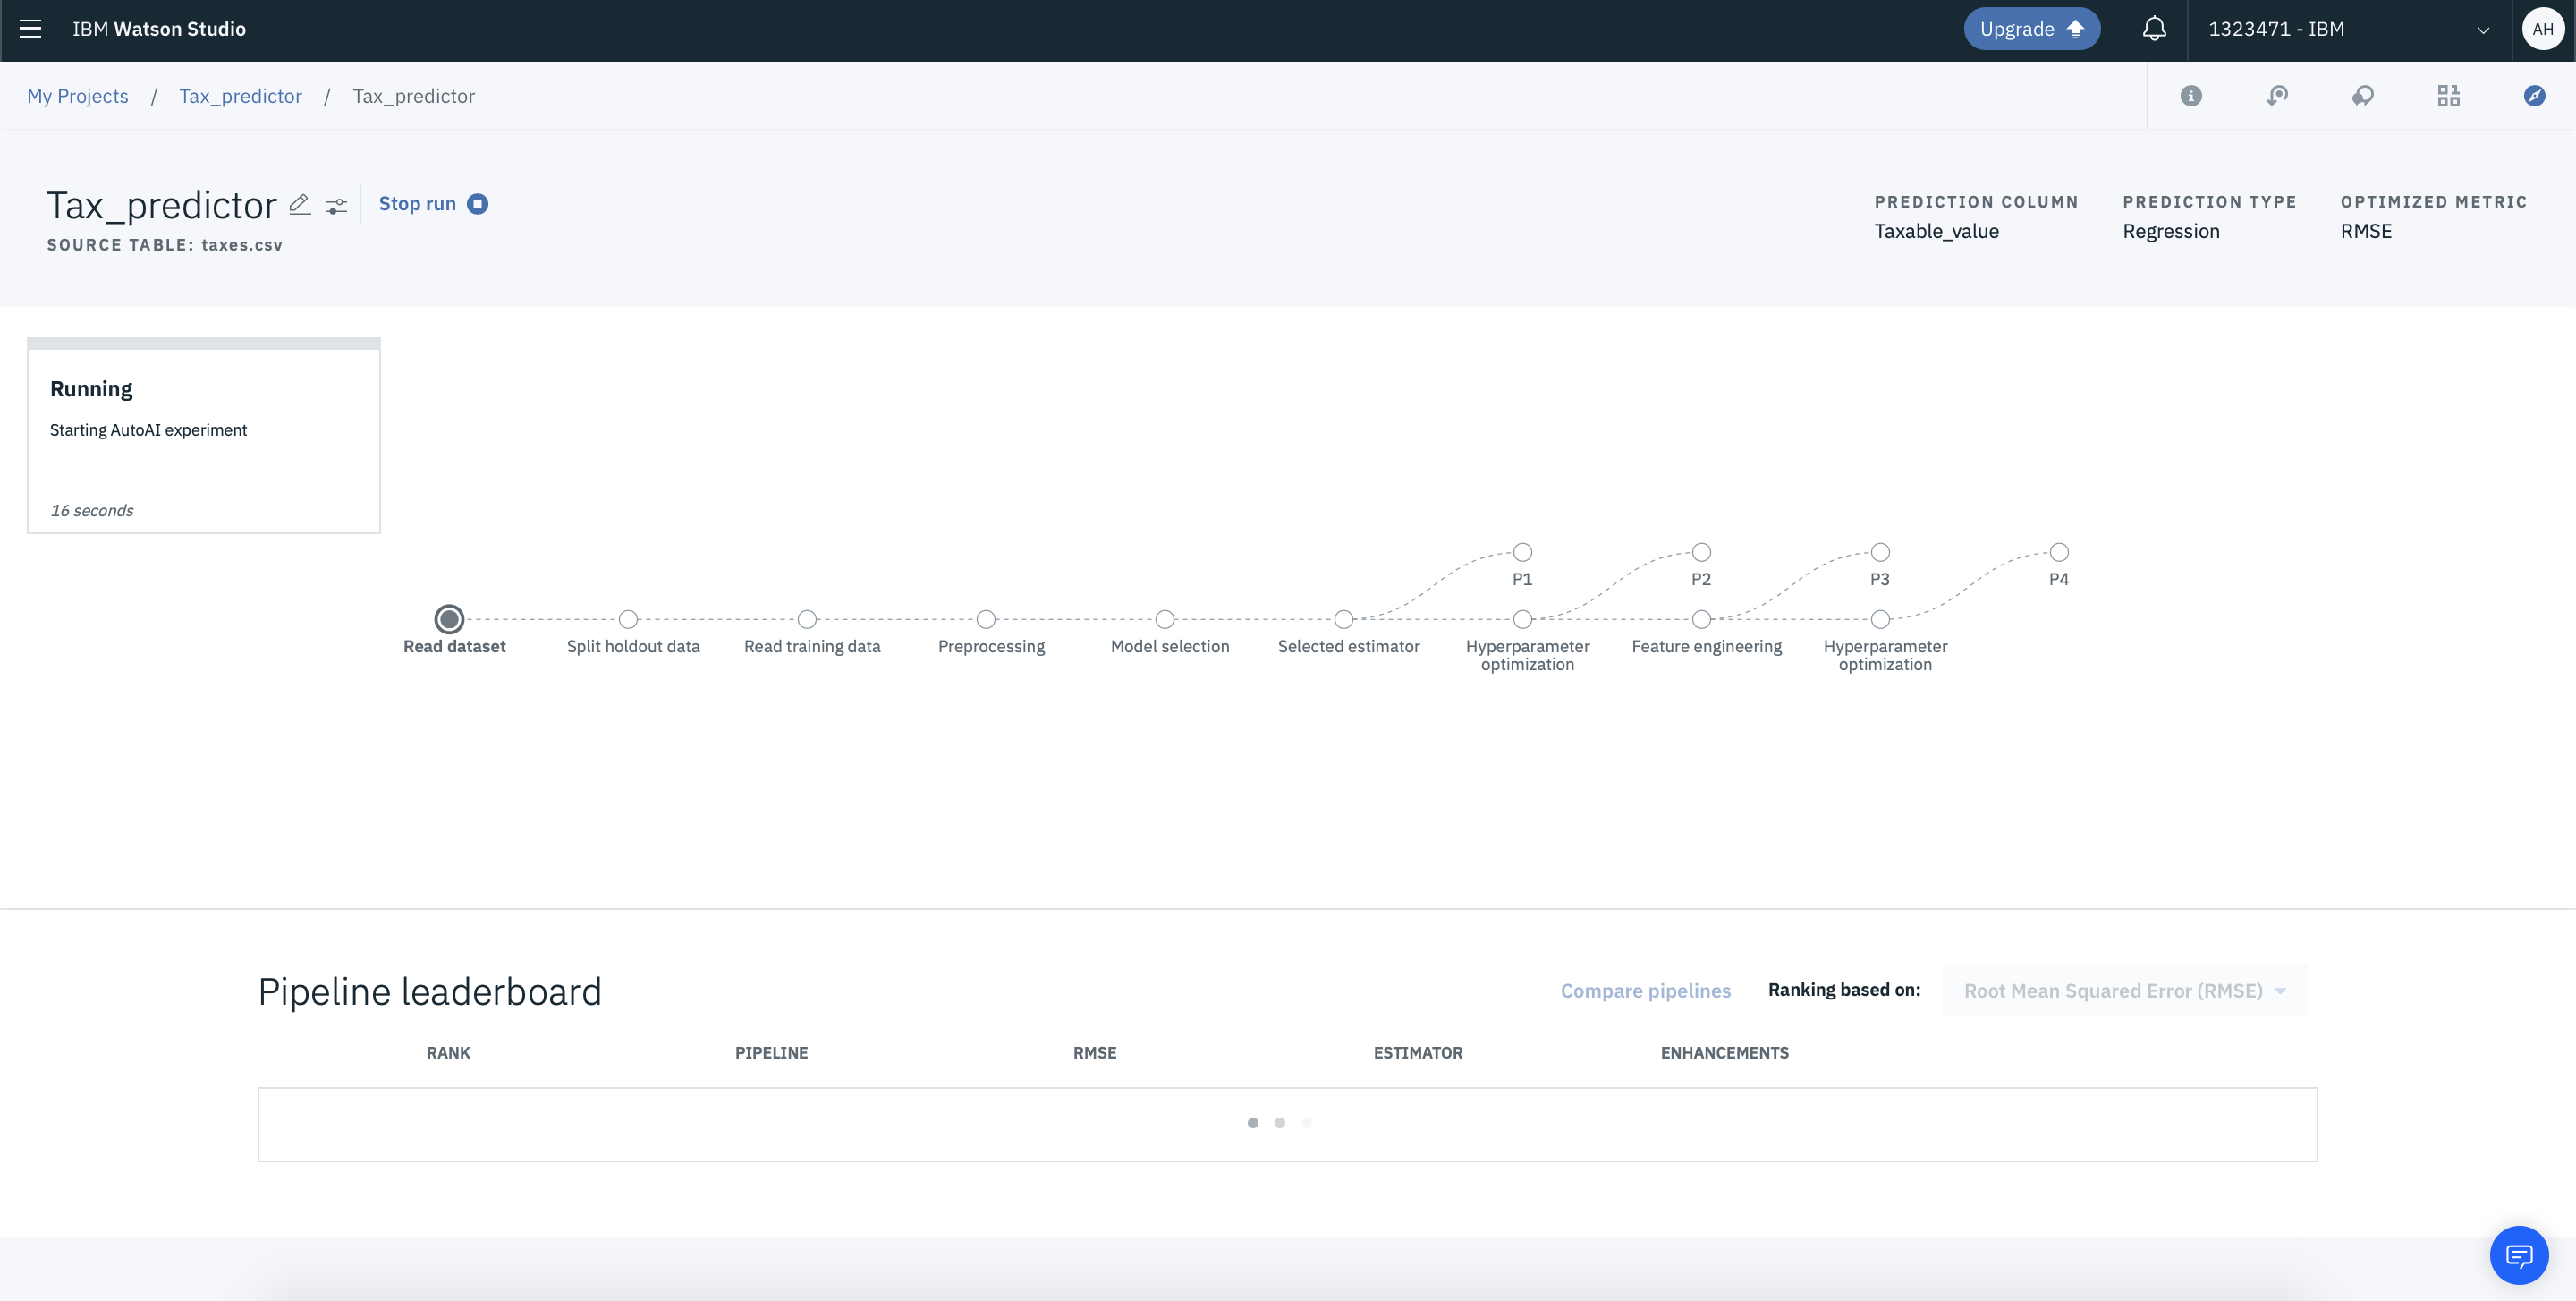 IBM Watson Studio
Upgrade
1323471 - IBM
AH
My Projects / Tax_predictor / Tax_predictor
Tax_predictor
Stop run
SOURCE TABLE: taxes.csv
PREDICTION COLUMN
Taxable_value
PREDICTION TYPE
Regression
OPTIMIZED METRIC
RMSE
Running
Starting AutoAI experiment
16 seconds
P1
P2
P3
P4
Read dataset
Split holdout data
Read training data
Preprocessing
Model selection
Selected estimator
Hyperparameter
optimization
Feature engineering
Hyperparameter
optimization
Pipeline leaderboard
Compare pipelines
Ranking based on:
Root Mean Squared Error (RMSE)
RANK PIPELINE RMSE ESTIMATOR ENHANCEMENTS